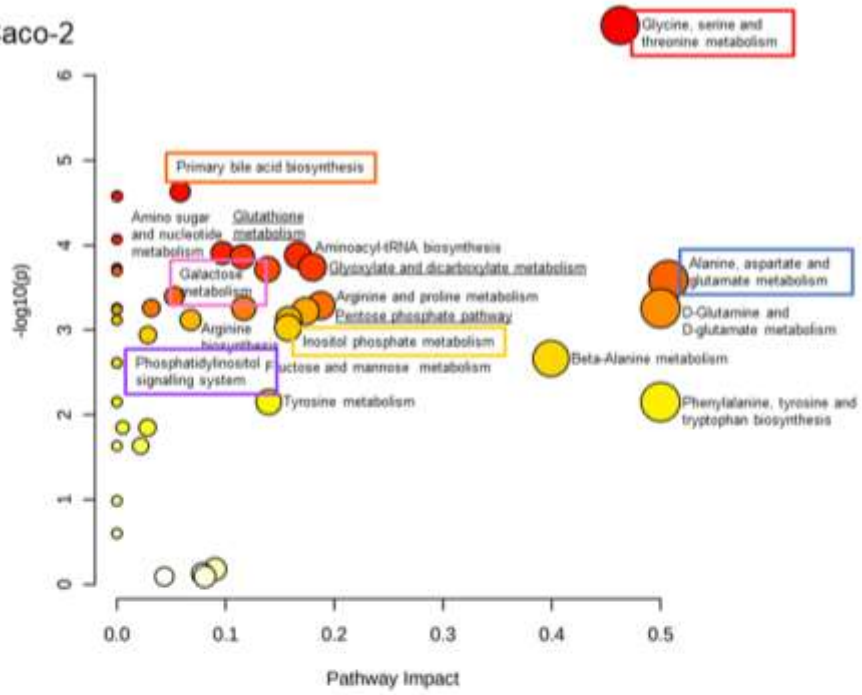 Caco-2
Glycine, serine and
threonine metabolism
6
5
4
3
2
1
0
-log10(p)
Primary bile acid biosynthesis
Amino sugar
and nucleotide
metabolism
Glutathione
metabolism
Aminoacyl-tRNA biosynthesis
Glyoxylate and dicarboxylate metabolism
Galactose
metabolism
Alanine, aspartate and
glutamate metabolism
Arginine and proline metabolism
Pentose phosphate pathway
D-Glutamine and
D-glutamate metabolism
Arginine
biosynthesis
Inositol phosphate metabolism
Phosphatidylinositol
signalling system
Fructose and mannose metabolism
Beta-Alanine metabolism
Tyrosine metabolism
Phenylalanine, tyrosine and
tryptophan biosynthesis
0.0 0.1 0.2 0.3 0.4 0.5
Pathway Impact